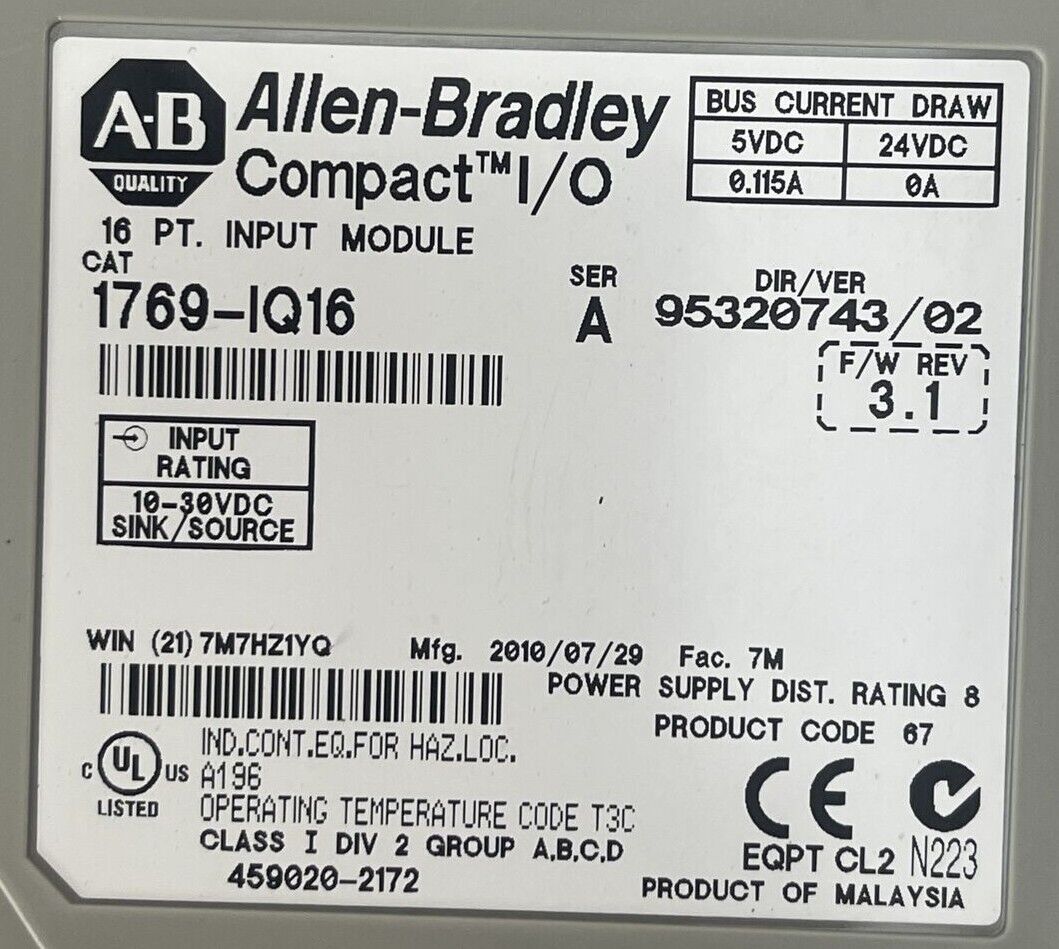 A-B
QUALITY
Allen-Bradley
Compact™ I/O
BUS CURRENT DRAW
5VDC 24VDC
0.115A 0A
16 PT. INPUT MODULE
CAT
1769-IQ16
SER
A
DIR/VER
95320743/02
F/W REV
3.1
INPUT
RATING
10-30VDC
SINK/SOURCE
WIN (21) 7M7HZ1YQ Mfg. 2010/07/29 Fac. 7M
POWER SUPPLY DIST. RATING 8
PRODUCT CODE 67
C UL US
LISTED
IND.CONT.EQ.FOR HAZ.LOC.
A196
OPERATING TEMPERATURE CODE T3C
CLASS I DIV 2 GROUP A,B,C,D
459020-2172
CE
EQPT CL2 N223
PRODUCT OF MALAYSIA